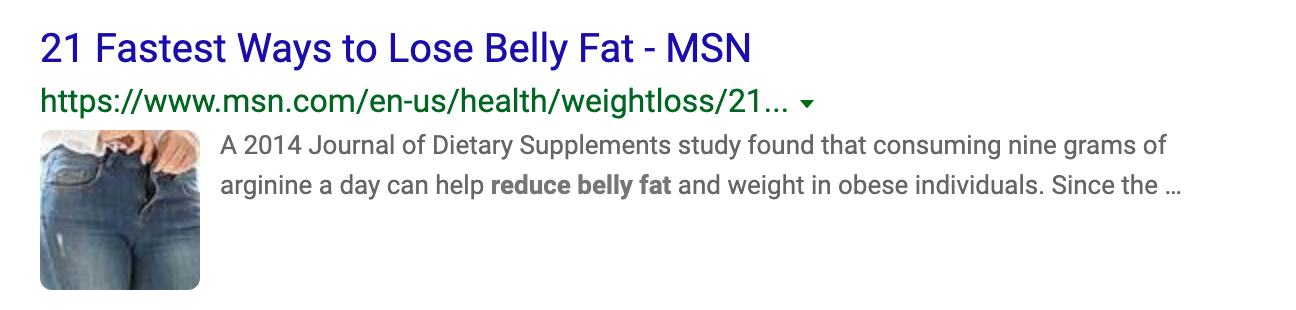 21 Fastest Ways to Lose Belly Fat - MSN
https://www.msn.com/en-us/health/weightloss/21...
A 2014 Journal of Dietary Supplements study found that consuming nine grams of
arginine a day can help reduce belly fat and weight in obese individuals. Since the ...